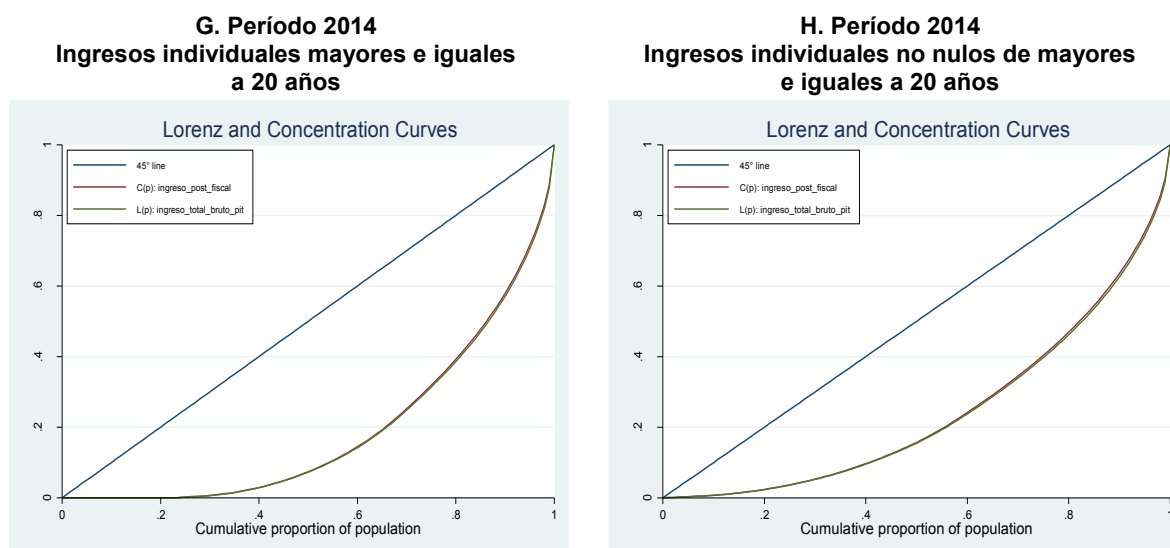 G. Período 2014
Ingresos individuales mayores e iguales
a 20 años
Lorenz and Concentration Curves
45° line
C(p): ingreso_post_fiscal
L(p): ingreso_total_bruto_pit
1
.8
.6
.4
.2
0
0 .2 .4 .6 .8 1
Cumulative proportion of population
H. Período 2014
Ingresos individuales no nulos de mayores
e iguales a 20 años
Lorenz and Concentration Curves
45° line
C(p): ingreso_post_fiscal
L(p): ingreso_total_bruto_pit
1
.8
.6
.4
.2
0
0 .2 .4 .6 .8 1
Cumulative proportion of population